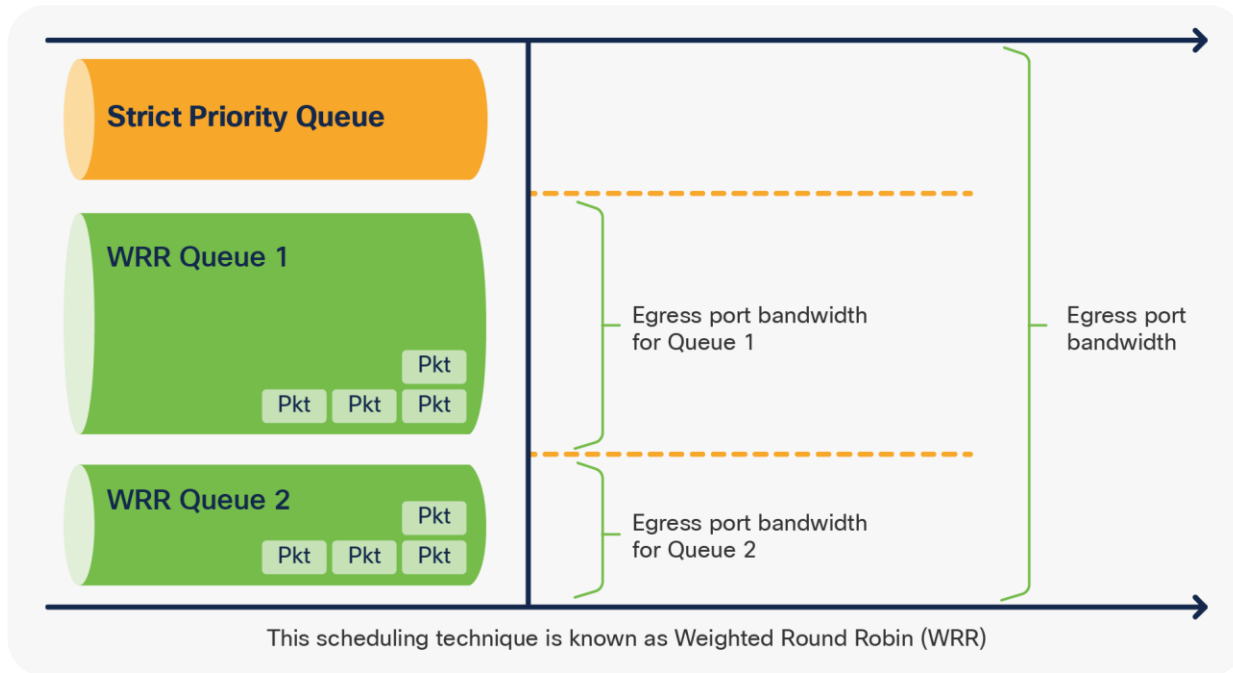 Strict Priority Queue
WRR Queue 1
Pkt
Pkt Pkt Pkt
Egress port bandwidth
for Queue 1
Egress port
bandwidth
WRR Queue 2
Pkt
Pkt Pkt Pkt
Egress port bandwidth
for Queue 2
This scheduling technique is known as Weighted Round Robin (WRR)